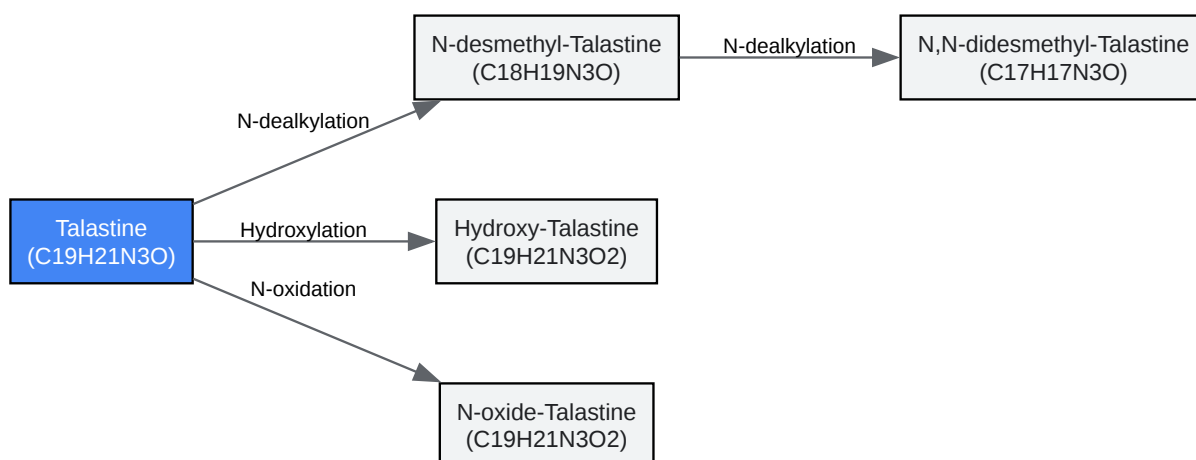 N-desmethyl-Talastine
(C18H19N3O)
N-dealkylation
N,N-didesmethyl-Talastine
(C17H17N3O)
N-dealkylation
Talastine
(C19H21N3O)
Hydroxylation
Hydroxy-Talastine
(C19H21N3O2)
N-oxidation
N-oxide-Talastine
(C19H21N3O2)